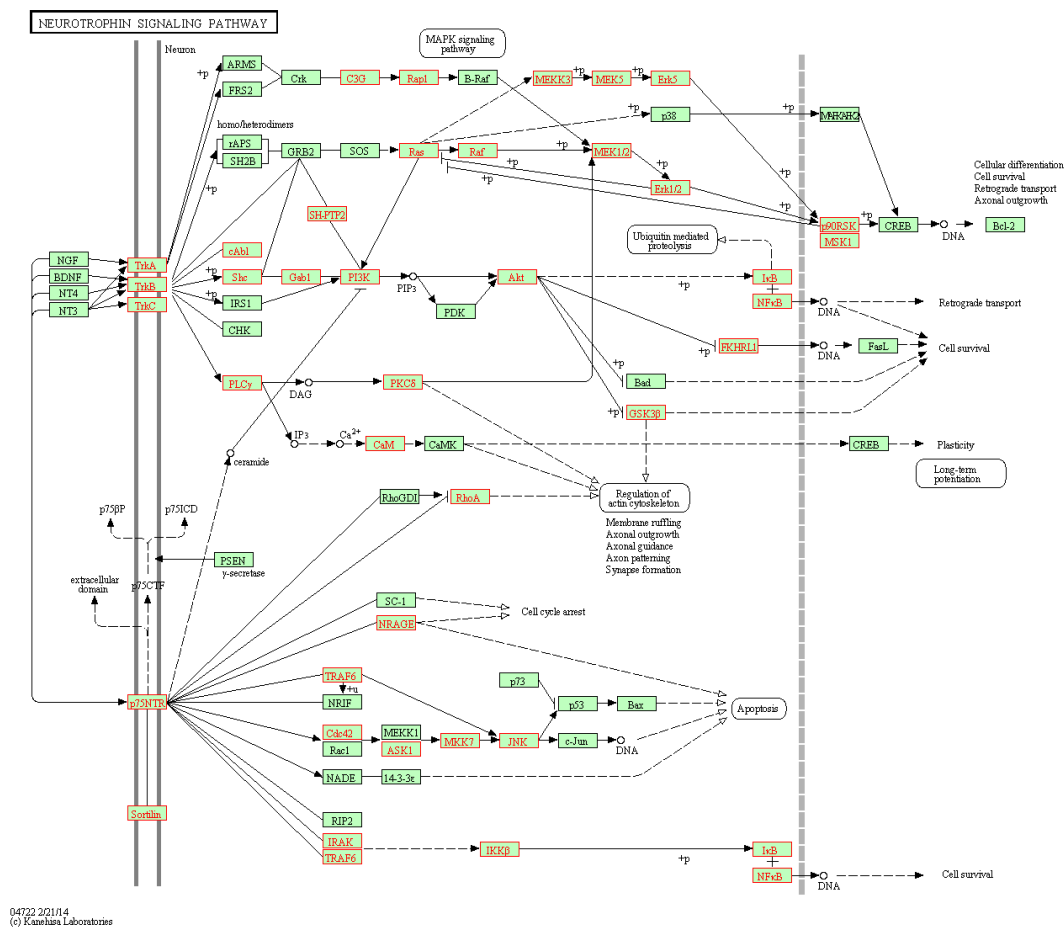 NEUROTROPHIN SIGNALING PATHWAY
Neuron
MAPK signaling
pathway
ARMS
FRS2
+p
Crk
C3G
Rap1
B-Raf
MEKK3
+p
MEK5
+p
Erk5
+p
p38
+p
homo/heterodimers
rAPS
SH2B
+p
GRB2
SOS
Ras
Raf
+p
+p
MEK1/2
+p
Erk1/2
+p
+p
+p
Cellular differentiation
Cell survival
Retrograde transport
Axonal outgrowth
SH-PTP2
p90RSK
MSK1
+p
CREB
DNA
Bcl-2
Ubiquitin mediated
proteolysis
cAbl
NGF
BDNF
NT4
NT3
TrkA
TrkB
TrkC
+p
Shc
Gab1
PI3K
+p
PIP3
Akt
+p
IκB
+p
IRS1
PDK
NFκB
DNA
Retrograde transport
CHK
FKHRL1
+p
DNA
FasL
Cell survival
PLCγ
DAG
PKCδ
+p
Bad
+p
GSK3β
IP3
Ca2+
CaM
CaMK
CREB
Plasticity
ceramide
Long-term
potentiation
RhoGDI
RhoA
Regulation of
actin cytoskeleton
p75βP
p75ICD
Membrane ruffling
Axonal outgrowth
Axonal guidance
Axon patterning
Synapse formation
PSEN
γ-secretase
extracellular
domain
p75CTF
SC-1
NRAGE
Cell cycle arrest
TRAF6
+u
NRIF
p73
p53
Bax
Apoptosis
p75NTR
Cdc42
Rac1
MEKK1
ASK1
MKK7
JNK
c-Jun
DNA
NADE
14-3-3ε
Sortilin
RIP2
IRAK
TRAF6
IKKβ
+p
IκB
NFκB
DNA
Cell survival
04722 2/21/14
(c) Kanehisa Laboratories